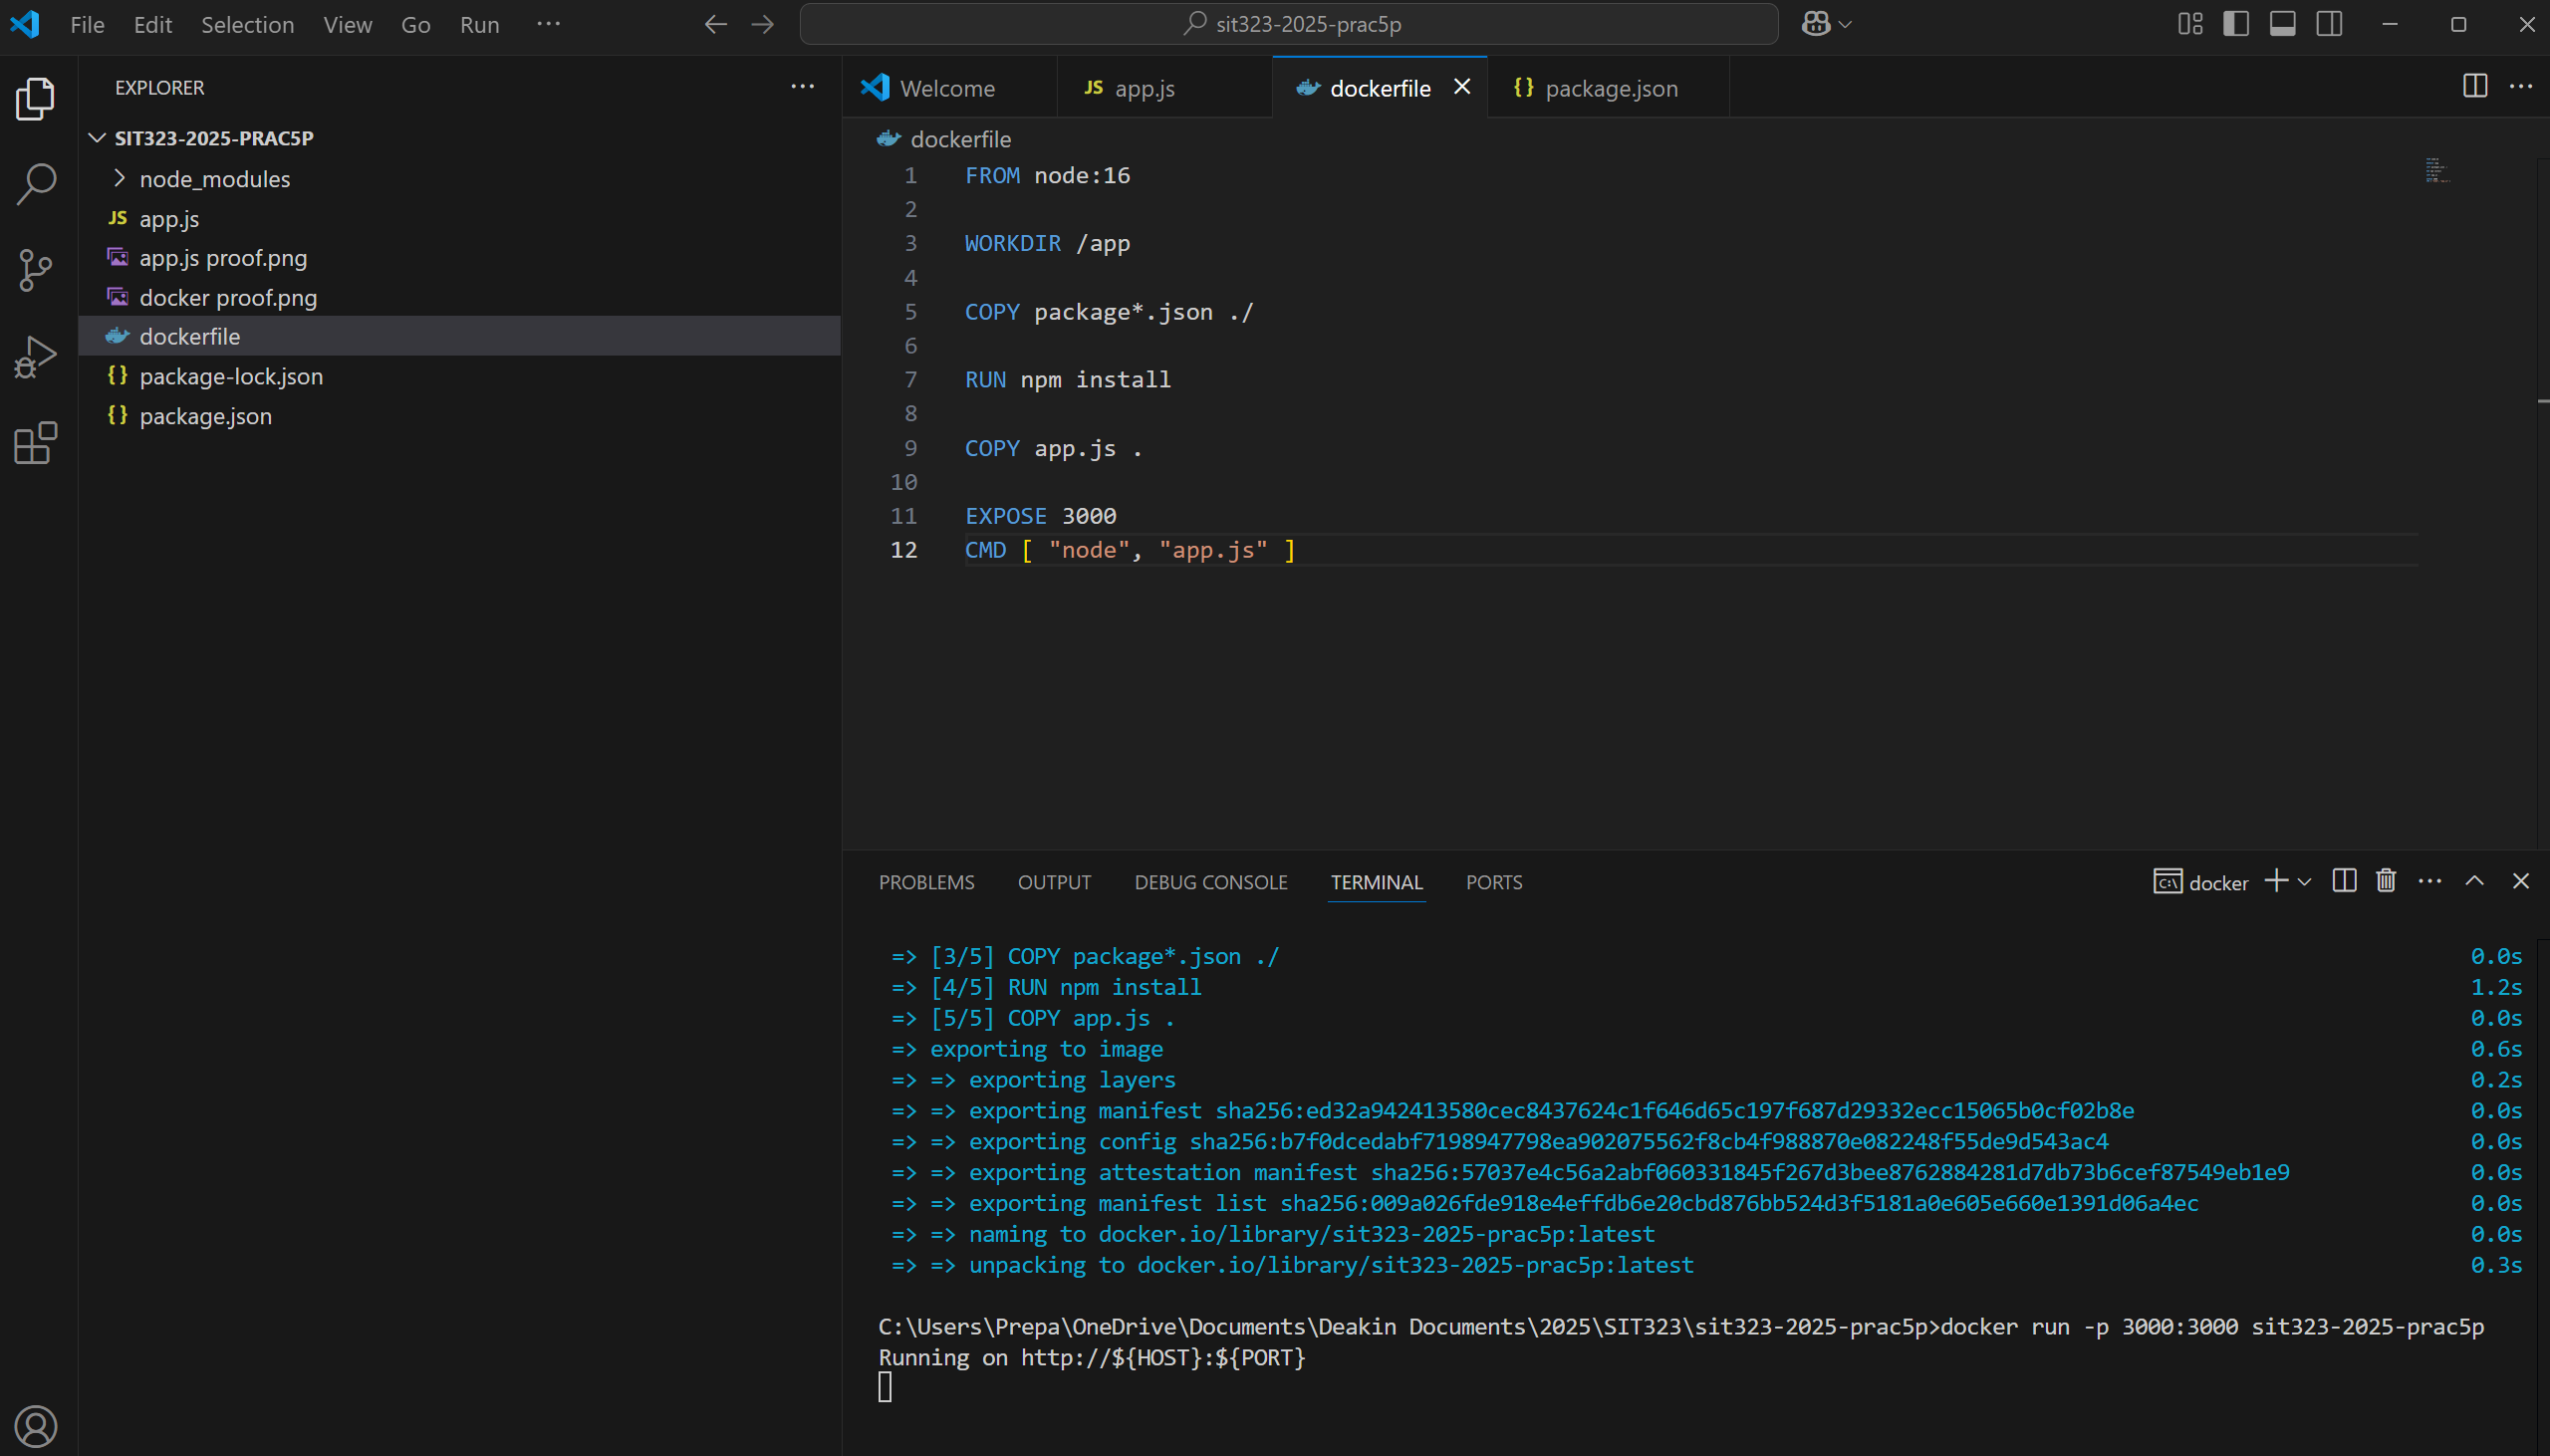 File Edit Selection View Go Run ··· sit323-2025-prac5p
EXPLORER ···
SIT323-2025-PRAC5P
node_modules
JS app.js
app.js proof.png
docker proof.png
dockerfile
{} package-lock.json
{} package.json
Welcome
JS app.js
dockerfile
{} package.json
dockerfile
1 FROM node:16
2
3 WORKDIR /app
4
5 COPY package*.json ./
6
7 RUN npm install
8
9 COPY app.js .
10
11 EXPOSE 3000
12 CMD [ "node", "app.js" ]
PROBLEMS OUTPUT DEBUG CONSOLE TERMINAL PORTS docker
=> [3/5] COPY package*.json ./ 0.0s
=> [4/5] RUN npm install 1.2s
=> [5/5] COPY app.js . 0.0s
=> exporting to image 0.6s
=> => exporting layers 0.2s
=> => exporting manifest sha256:ed32a942413580cec8437624c1f646d65c197f687d29332ecc15065b0cf02b8e 0.0s
=> => exporting config sha256:b7f0dcedabf7198947798ea902075562f8cb4f988870e082248f55de9d543ac4 0.0s
=> => exporting attestation manifest sha256:57037e4c56a2abf060331845f267d3bee8762884281d7db73b6cef87549eb1e9 0.0s
=> => exporting manifest list sha256:009a026fde918e4effdb6e20cbd876bb524d3f5181a0e605e660e1391d06a4ec 0.0s
=> => naming to docker.io/library/sit323-2025-prac5p:latest 0.0s
=> => unpacking to docker.io/library/sit323-2025-prac5p:latest 0.3s
C:\Users\Prepa\OneDrive\Documents\Deakin Documents\2025\SIT323\sit323-2025-prac5p>docker run -p 3000:3000 sit323-2025-prac5p
Running on http://${HOST}:${PORT}